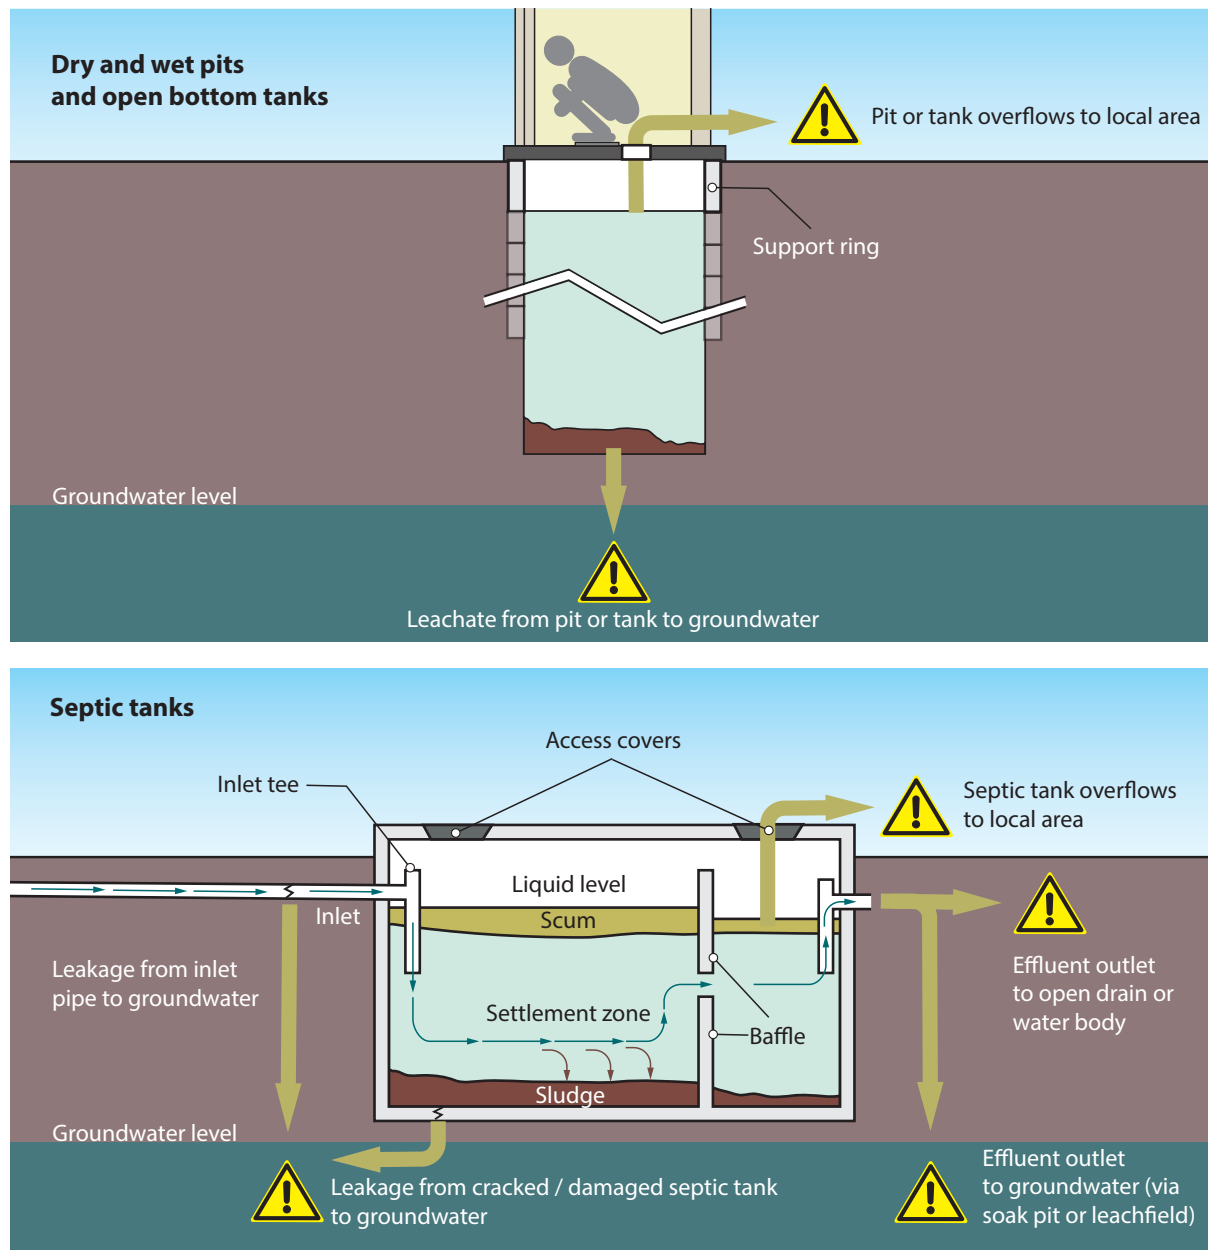 Dry and wet pits
and open bottom tanks
Pit or tank overflows to local area
Support ring
Groundwater level
Leachate from pit or tank to groundwater
Septic tanks
Access covers
Inlet tee
Septic tank overflows
to local area
Liquid level
Inlet
Scum
Leakage from inlet
pipe to groundwater
Effluent outlet
to open drain or
water body
Settlement zone
Baffle
Sludge
Groundwater level
Leakage from cracked / damaged septic tank
to groundwater
Effluent outlet
to groundwater (via
soak pit or leachfield)